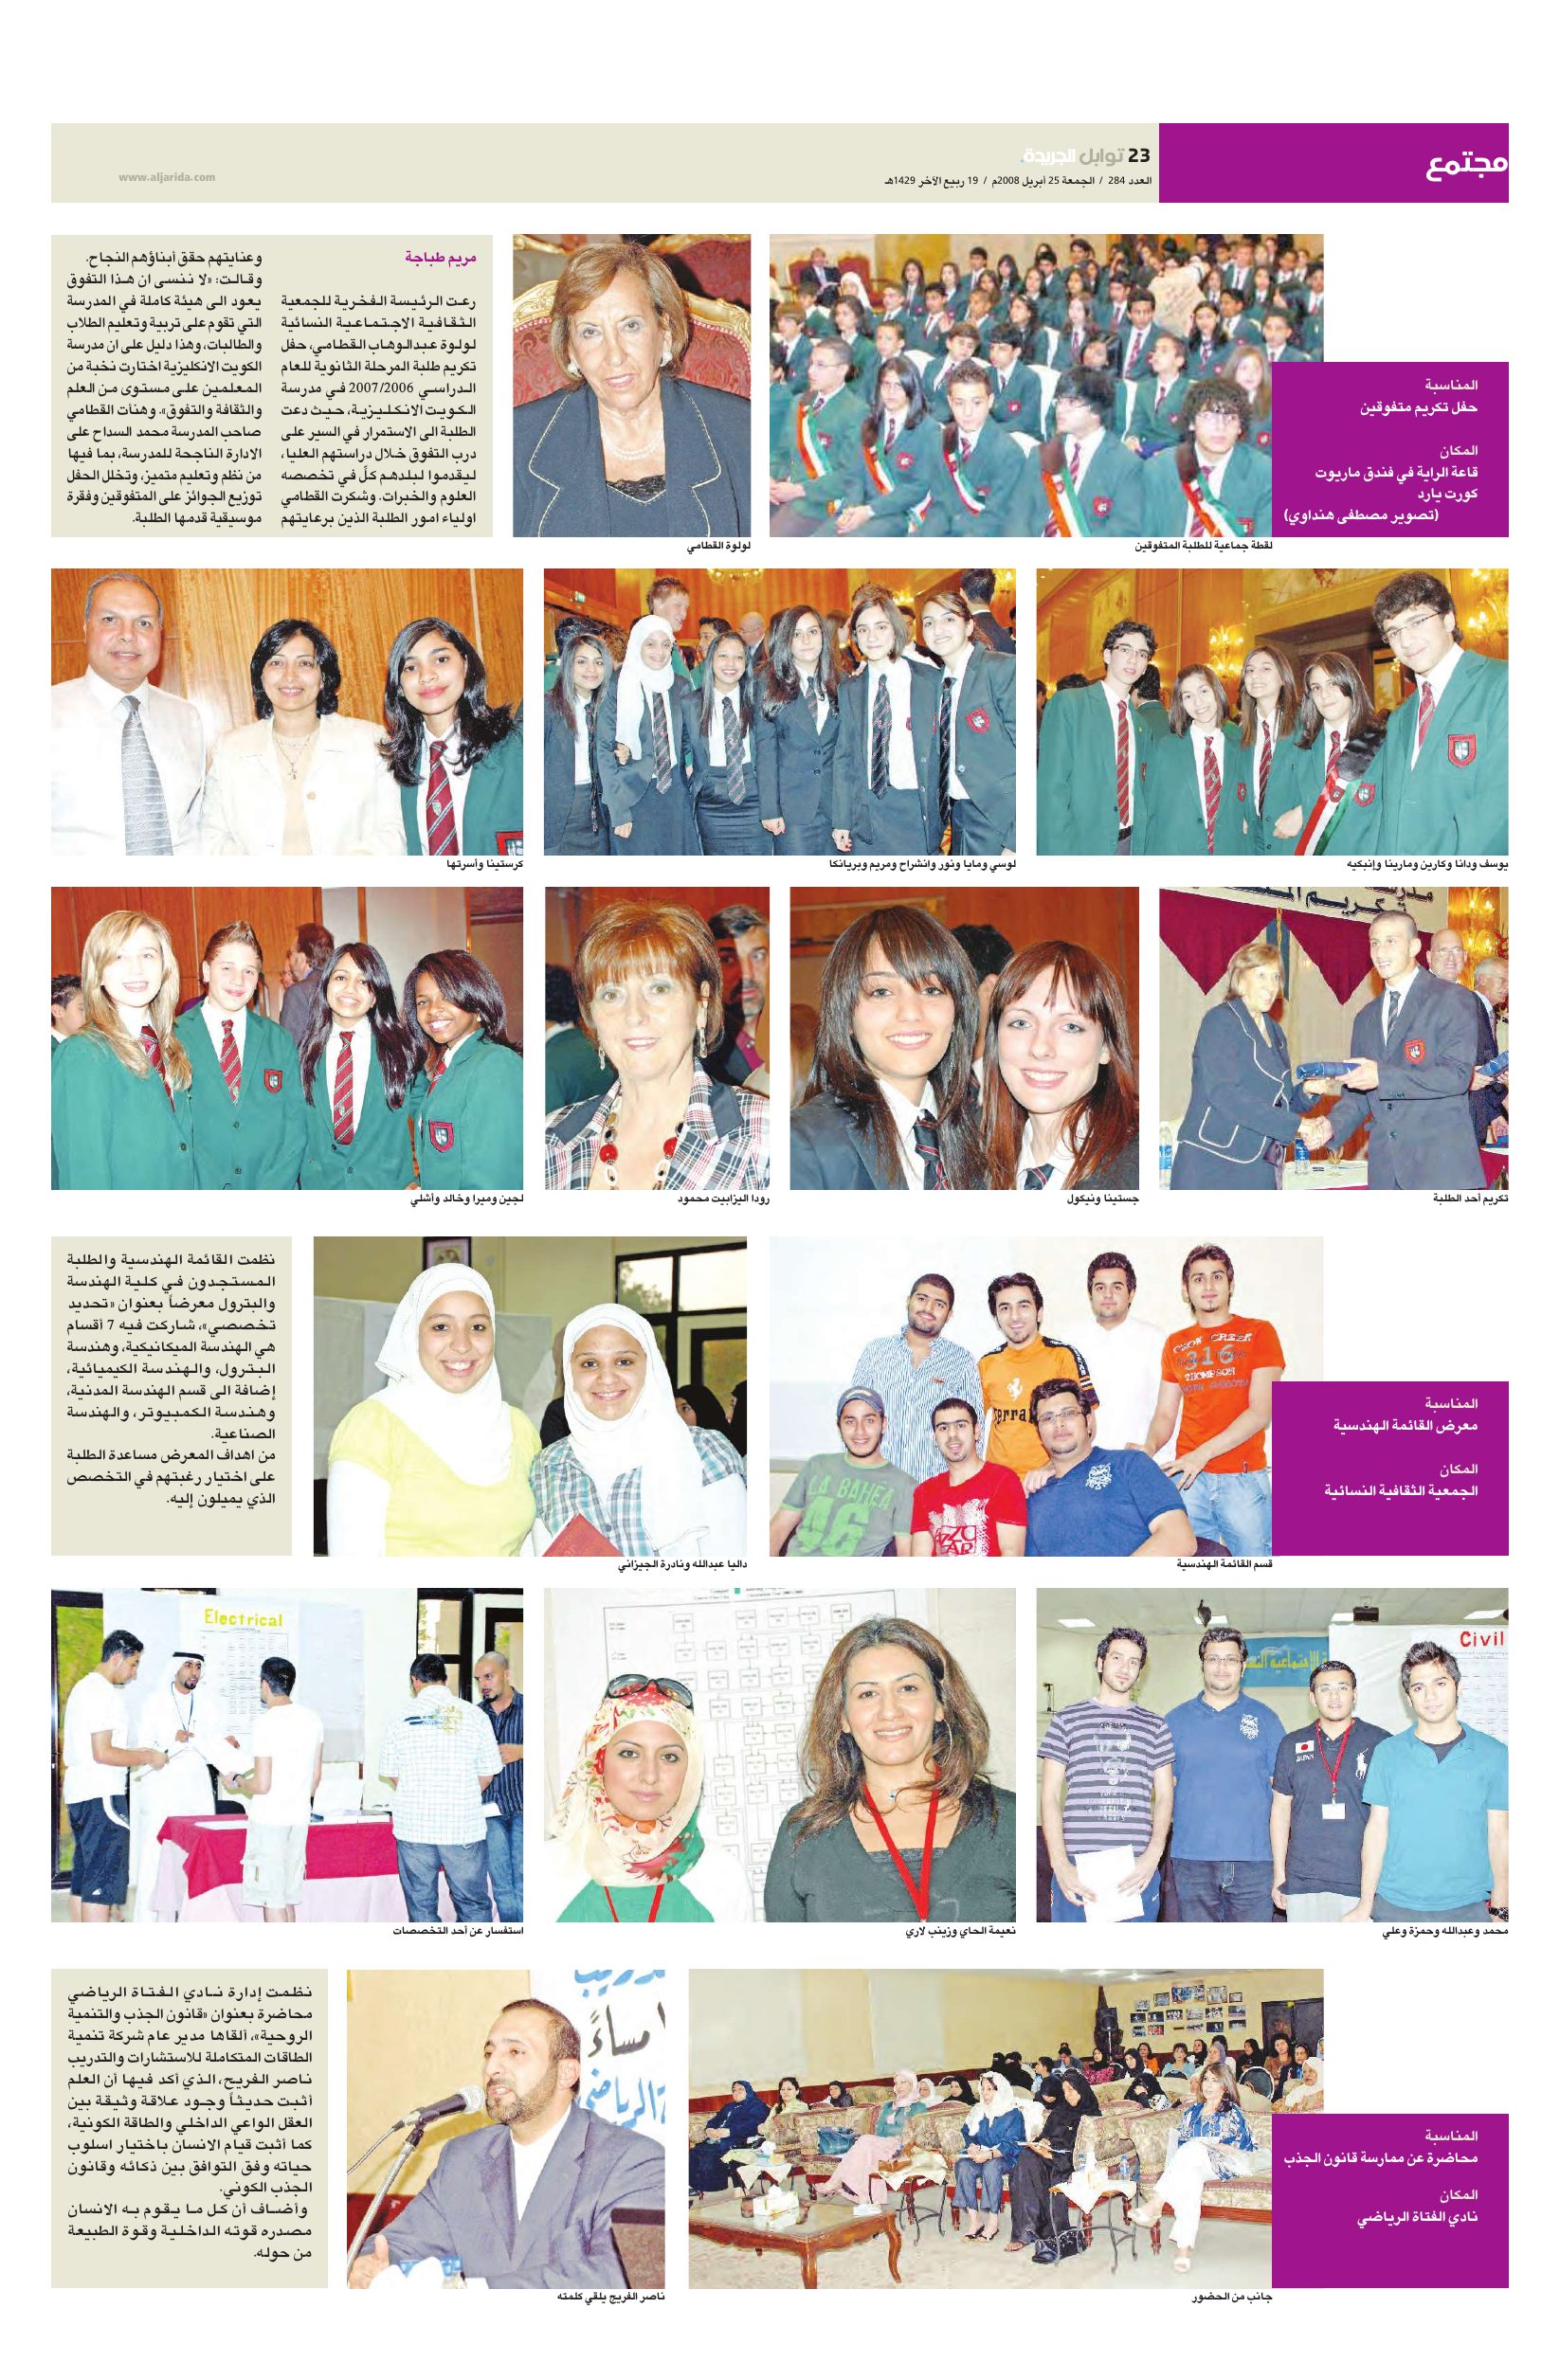 مجتمع
23 توابل الجريدة.
العدد 284 / الجمعة 25 أبريل 2008م / 19 ربيع الآخر 1429هـ
www.aljarida.com
المناسبة
حفل تكريم متفوقين
المكان
قاعة الراية في فندق ماريوت
كورت يارد
(تصوير مصطفى هنداوي)
لقطة جماعية للطلبة المتفوقين
لولوة القطامي
مريم طباجة
رعت الرئيسة الفخرية للجمعية
الثقافية الاجتماعية النسائية
لولوة عبدالوهاب القطامي، حفل
تكريم طلبة المرحلة الثانوية للعام
الدراسي 2007/2006 في مدرسة
الكويت الانكليزية، حيث دعت
الطلبة الى الاستمرار في السير على
درب التفوق خلال دراستهم العليا،
ليقدموا لبلدهم كلٌ في تخصصه
العلوم والخبرات. وشكرت القطامي
اولياء امور الطلبة الذين برعايتهم
وعنايتهم حقق أبناؤهم النجاح.
وقالت: «لا ننسى ان هذا التفوق
يعود الى هيئة كاملة في المدرسة
التي تقوم على تربية وتعليم الطلاب
والطالبات، وهذا دليل على ان مدرسة
الكويت الانكليزية اختارت نخبة من
المعلمين على مستوى من العلم
والثقافة والتفوق». وهنأت القطامي
صاحب المدرسة محمد السداح على
الادارة الناجحة للمدرسة، بما فيها
من نظم وتعليم متميز، وتخلل الحفل
توزيع الجوائز على المتفوقين وفقرة
موسيقية قدمها الطلبة.
يوسف ودانا وكارين ومارينا وإنبكيه
لوسي ومايا ونور وانشراح ومريم وبريانكا
كرستينا وأسرتها
تكريم أحد الطلبة
جستينا ونيكول
رودا اليزابيت محمود
لجين وميرا وخالد وأشلي
المناسبة
معرض القائمة الهندسية
المكان
الجمعية الثقافية النسائية
316
THOMPSON
LA BAHEA
46
قسم القائمة الهندسية
داليا عبدالله ونادرة الجيزاني
نظمت القائمة الهندسية والطلبة
المستجدون في كلية الهندسة
والبترول معرضاً بعنوان «تحديد
تخصصي»، شاركت فيه 7 أقسام
هي الهندسة الميكانيكية، وهندسة
البترول، والهندسة الكيميائية،
إضافة الى قسم الهندسة المدنية،
وهندسة الكمبيوتر، والهندسة
الصناعية.
من اهداف المعرض مساعدة الطلبة
على اختيار رغبتهم في التخصص
الذي يميلون إليه.
Civil
JAPAN
محمد وعبدالله وحمزة وعلي
نعيمة الحاي وزينب لاري
Electrical
استفسار عن أحد التخصصات
المناسبة
محاضرة عن ممارسة قانون الجذب
المكان
نادي الفتاة الرياضي
جانب من الحضور
مساءً
ناصر الفريج يلقي كلمته
نظمت إدارة نادي الفتاة الرياضي
محاضرة بعنوان «قانون الجذب والتنمية
الروحية»، ألقاها مدير عام شركة تنمية
الطاقات المتكاملة للاستشارات والتدريب
ناصر الفريح، الذي أكد فيها أن العلم
أثبت حديثاً وجود علاقة وثيقة بين
العقل الواعي الداخلي والطاقة الكونية،
كما أثبت قيام الانسان باختيار اسلوب
حياته وفق التوافق بين ذكائه وقانون
الجذب الكوني.
وأضاف أن كل ما يقوم به الانسان
مصدره قوته الداخلية وقوة الطبيعة
من حوله.